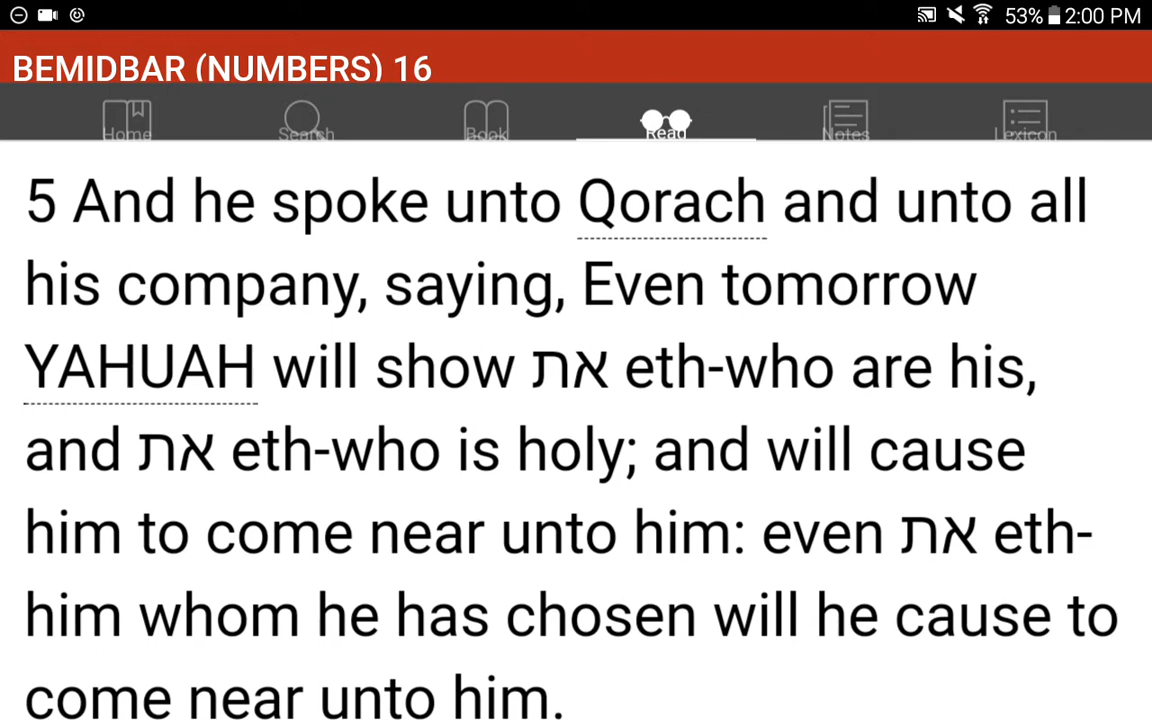 53% 2:00 PM
BEMIDBAR (NUMBERS) 16
Home Search Book Read Notes Lexicon
5 And he spoke unto Qorach and unto all
his company, saying, Even tomorrow
YAHUAH will show את eth-who are his,
and את eth-who is holy; and will cause
him to come near unto him: even את eth-
him whom he has chosen will he cause to
come near unto him.